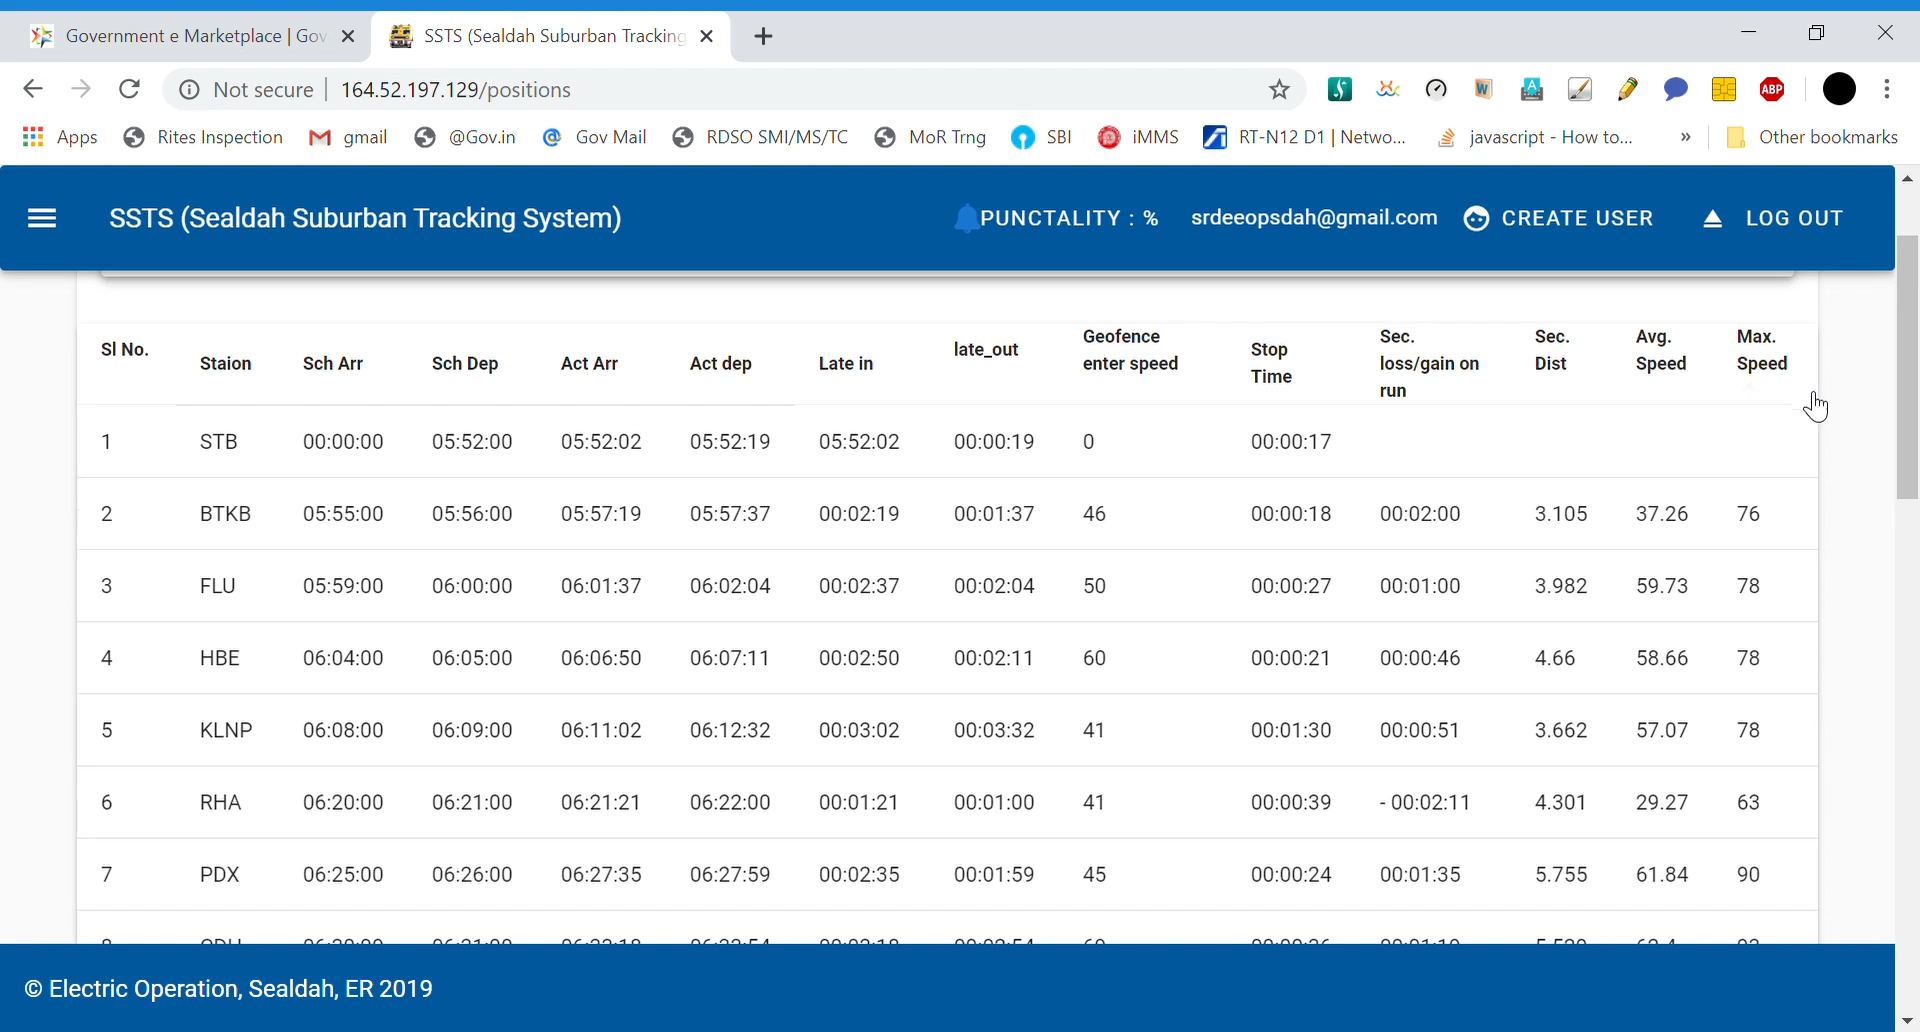 Government e Marketplace | Gov
SSTS (Sealdah Suburban Tracking
Not secure | 164.52.197.129/positions
Apps Rites Inspection gmail @Gov.in Gov Mail RDSO SMI/MS/TC MoR Trng SBI iMMS RT-N12 D1 | Netwo... javascript - How to... » Other bookmarks
SSTS (Sealdah Suburban Tracking System) PUNCTALITY : % srdeeopsdah@gmail.com CREATE USER LOG OUT
Sl No. Staion Sch Arr Sch Dep Act Arr Act dep Late in late_out Geofence enter speed Stop Time Sec. loss/gain on run Sec. Dist Avg. Speed Max. Speed
1 STB 00:00:00 05:52:00 05:52:02 05:52:19 05:52:02 00:00:19 0 00:00:17
2 BTKB 05:55:00 05:56:00 05:57:19 05:57:37 00:02:19 00:01:37 46 00:00:18 00:02:00 3.105 37.26 76
3 FLU 05:59:00 06:00:00 06:01:37 06:02:04 00:02:37 00:02:04 50 00:00:27 00:01:00 3.982 59.73 78
4 HBE 06:04:00 06:05:00 06:06:50 06:07:11 00:02:50 00:02:11 60 00:00:21 00:00:46 4.66 58.66 78
5 KLNP 06:08:00 06:09:00 06:11:02 06:12:32 00:03:02 00:03:32 41 00:01:30 00:00:51 3.662 57.07 78
6 RHA 06:20:00 06:21:00 06:21:21 06:22:00 00:01:21 00:01:00 41 00:00:39 - 00:02:11 4.301 29.27 63
7 PDX 06:25:00 06:26:00 06:27:35 06:27:59 00:02:35 00:01:59 45 00:00:24 00:01:35 5.755 61.84 90
© Electric Operation, Sealdah, ER 2019